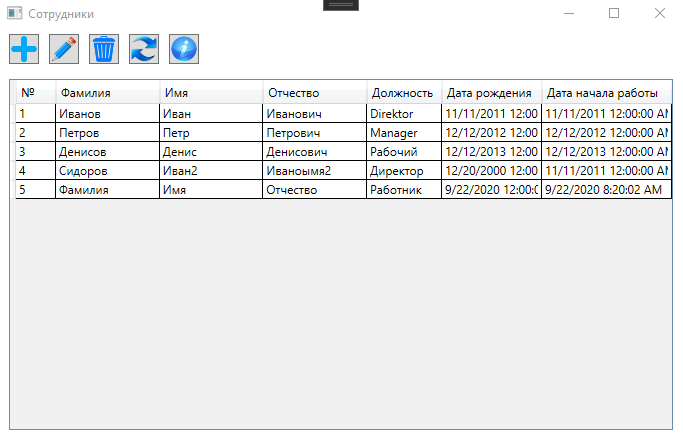 Сотрудники
№ Фамилия Имя Отчество Должность Дата рождения Дата начала работы
1 Иванов Иван Иванович Direktor 11/11/2011 12:00 11/11/2011 12:00:00 AM
2 Петров Петр Петрович Manager 12/12/2012 12:00 12/12/2012 12:00:00 AM
3 Денисов Денис Денисович Рабочий 12/12/2013 12:00 12/12/2013 12:00:00 AM
4 Сидоров Иван2 Иваноымя2 Директор 12/20/2000 12:00 11/11/2011 12:00:00 AM
5 Фамилия Имя Отчество Работник 9/22/2020 12:00:0 9/22/2020 8:20:02 AM